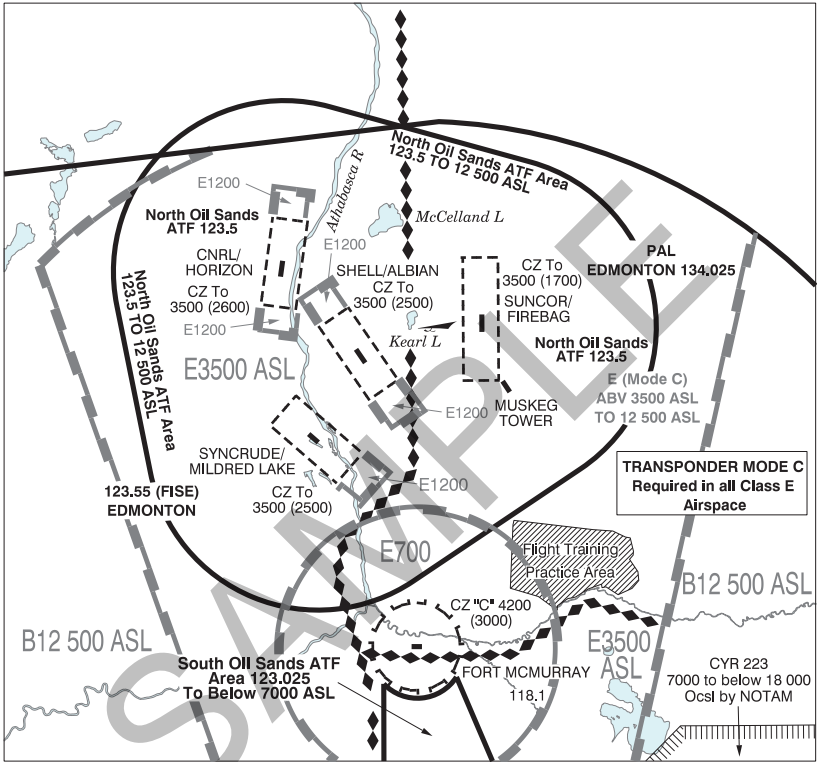 North Oil Sands ATF Area
123.5 TO 12 500 ASL
E1200
Athabasca R
North Oil Sands
ATF 123.5
McCelland L
CNRL/
HORIZON
CZ To
3500 (2600)
E1200
E1200
SHELL/ALBIAN
CZ To
3500 (2500)
CZ To
3500 (1700)
SUNCOR/
FIREBAG
PAL
EDMONTON 134.025
North Oil Sands ATF Area
123.5 TO 12 500 ASL
Kearl L
North Oil Sands
ATF 123.5
E3500 ASL
E (Mode C)
ABV 3500 ASL
TO 12 500 ASL
E1200
MUSKEG
TOWER
SYNCRUDE/
MILDRED LAKE
CZ To
3500 (2500)
E1200
TRANSPONDER MODE C
Required in all Class E
Airspace
123.55 (FISE)
EDMONTON
E700
Flight Training
Practice Area
B12 500 ASL
CZ "C" 4200
(3000)
B12 500 ASL
E3500
ASL
South Oil Sands ATF
Area 123.025
To Below 7000 ASL
FORT MCMURRAY
118.1
CYR 223
7000 to below 18 000
Ocsl by NOTAM
SAMPLE